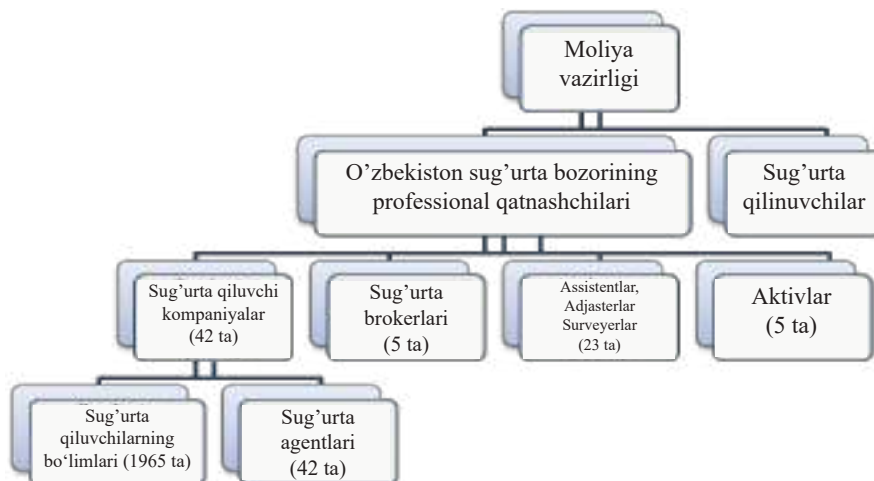 Moliya
vazirligi
O’zbekiston sug’urta bozorining
professional qatnashchilari
Sug’urta
qilinuvchilar
Sug’urta qiluvchi
kompaniyalar
(42 ta)
Sug’urta
brokerlari
(5 ta)
Assistentlar,
Adjasterlar
Surveyerlar
(23 ta)
Aktivlar
(5 ta)
Sug’urta
qiluvchilarning
bo‘limlari (1965 ta)
Sug’urta
agentlari
(42 ta)